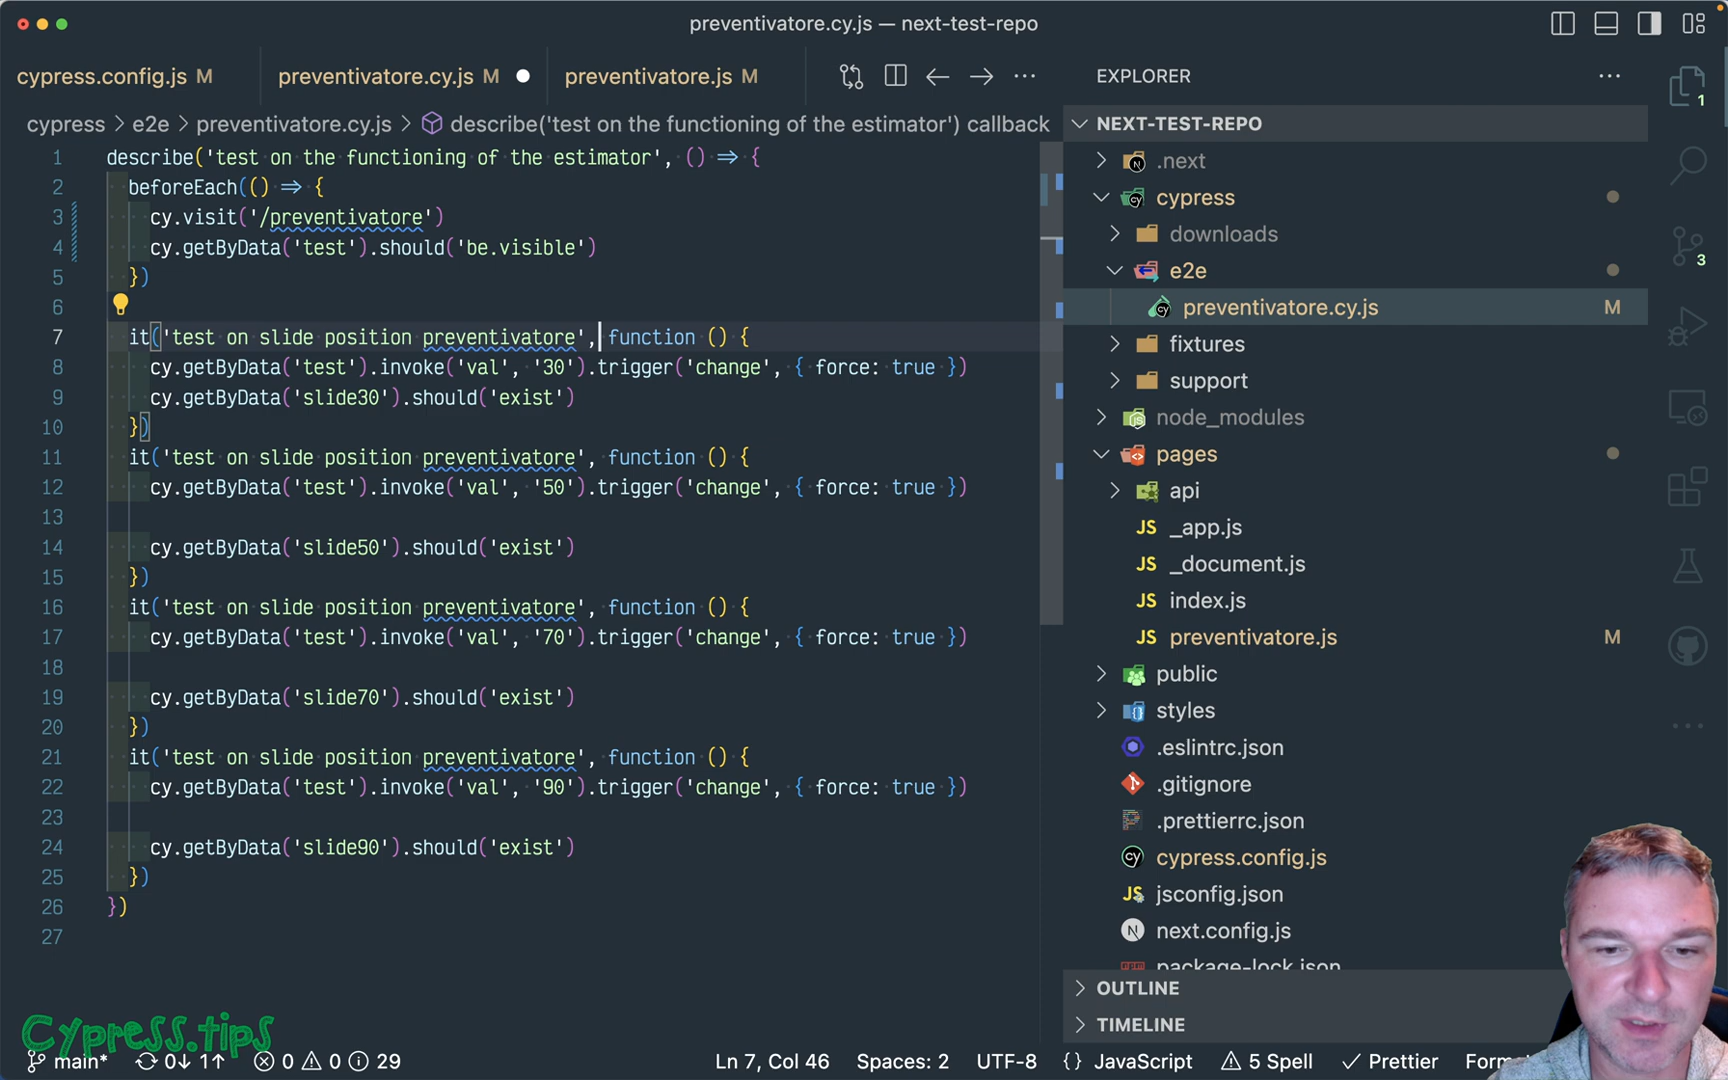 preventivatore.cy.js — next-test-repo
cypress.config.js M
preventivatore.cy.js M
preventivatore.js M
cypress > e2e > preventivatore.cy.js > describe('test on the functioning of the estimator') callback
1 describe('test on the functioning of the estimator', () => {
2 beforeEach(() => {
3 cy.visit('/preventivatore')
4 cy.getByData('test').should('be.visible')
5 })
6
7 it('test on slide position preventivatore', function () {
8 cy.getByData('test').invoke('val', '30').trigger('change', { force: true })
9 cy.getByData('slide30').should('exist')
10 })
11 it('test on slide position preventivatore', function () {
12 cy.getByData('test').invoke('val', '50').trigger('change', { force: true })
13
14 cy.getByData('slide50').should('exist')
15 })
16 it('test on slide position preventivatore', function () {
17 cy.getByData('test').invoke('val', '70').trigger('change', { force: true })
18
19 cy.getByData('slide70').should('exist')
20 })
21 it('test on slide position preventivatore', function () {
22 cy.getByData('test').invoke('val', '90').trigger('change', { force: true })
23
24 cy.getByData('slide90').should('exist')
25 })
26 })
27
EXPLORER
NEXT-TEST-REPO
.next
cypress
downloads
e2e
preventivatore.cy.js M
fixtures
support
node_modules
pages
api
JS _app.js
JS _document.js
JS index.js
JS preventivatore.js M
public
styles
.eslintrc.json
.gitignore
.prettierrc.json
cy cypress.config.js
JS jsconfig.json
N next.config.js
package-lock.json
OUTLINE
TIMELINE
1
3
Cypress.tips
main* 0↓ 1↑ 0 0 29
Ln 7, Col 46 Spaces: 2 UTF-8 {} JavaScript 5 Spell Prettier